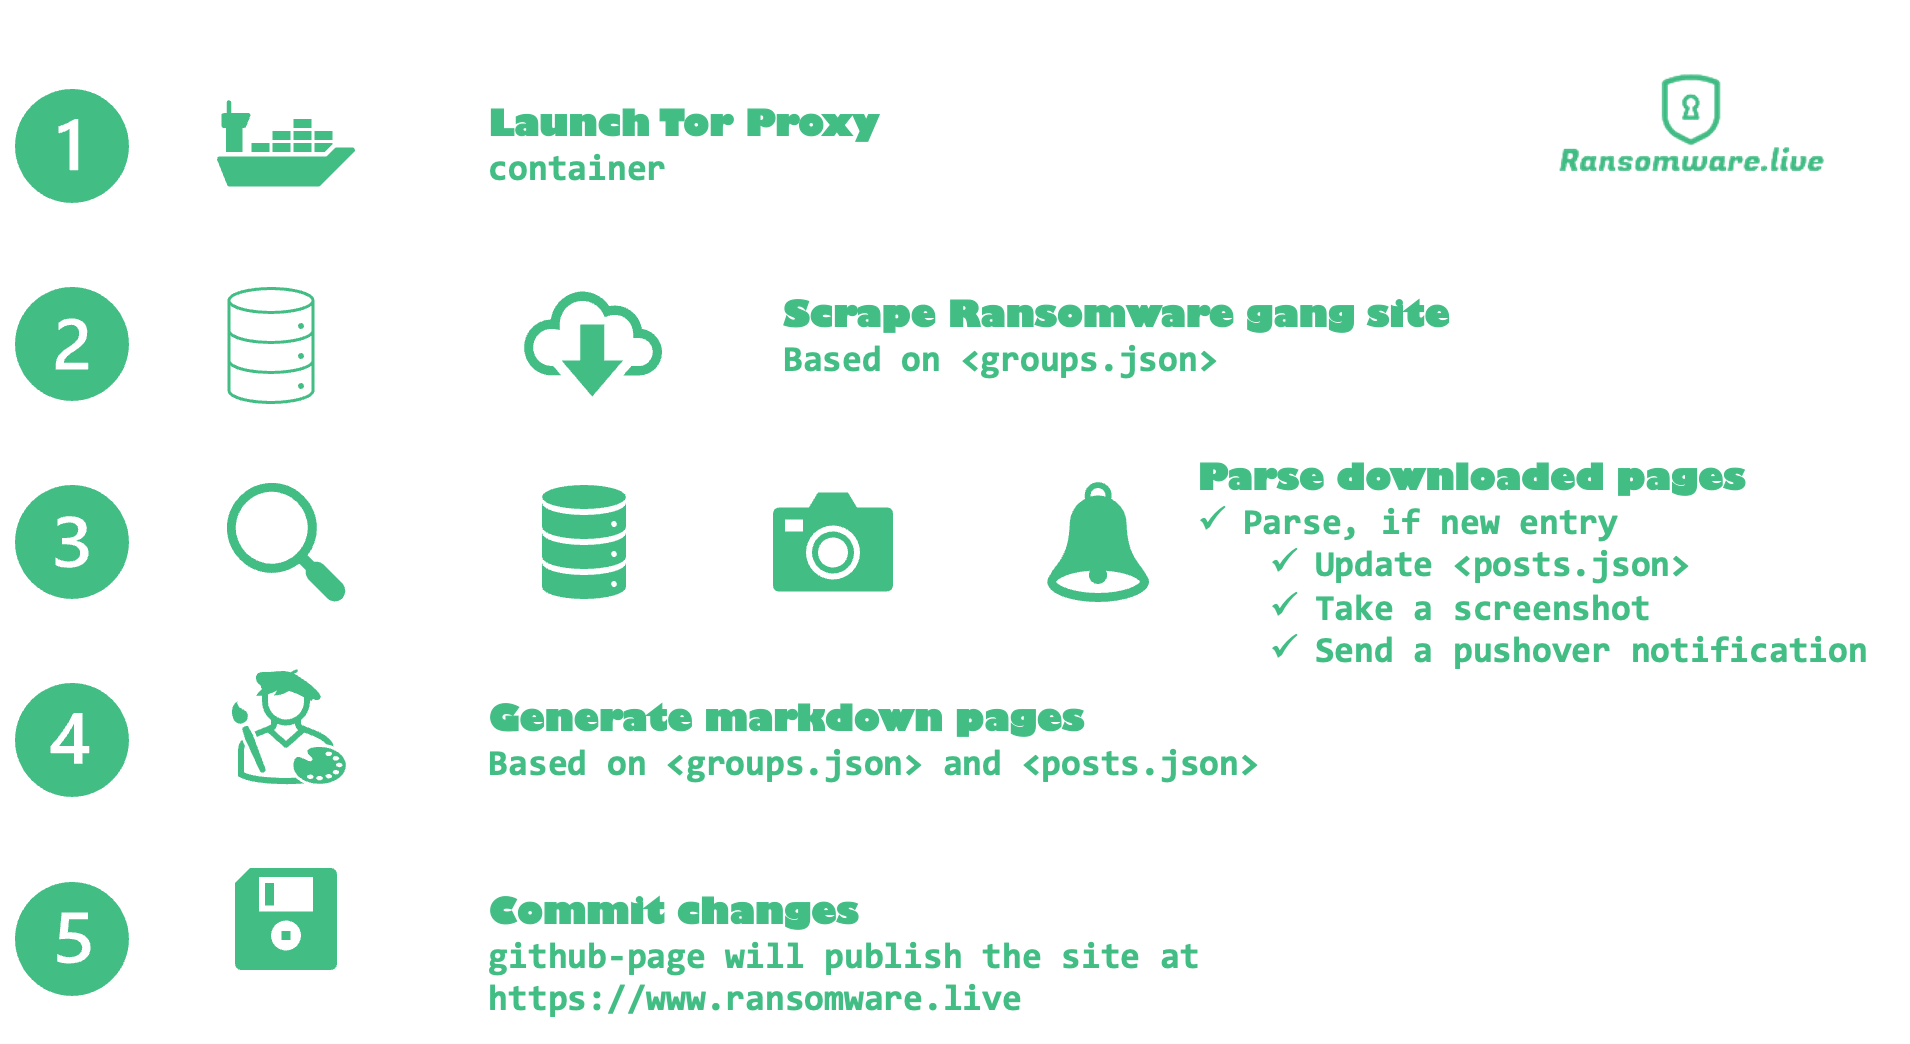 1
Launch Tor Proxy
container
Ransomware.live
2
Scrape Ransomware gang site
Based on <groups.json>
3
Parse downloaded pages
✓ Parse, if new entry
✓ Update <posts.json>
✓ Take a screenshot
✓ Send a pushover notification
4
Generate markdown pages
Based on <groups.json> and <posts.json>
5
Commit changes
github-page will publish the site at
https://www.ransomware.live